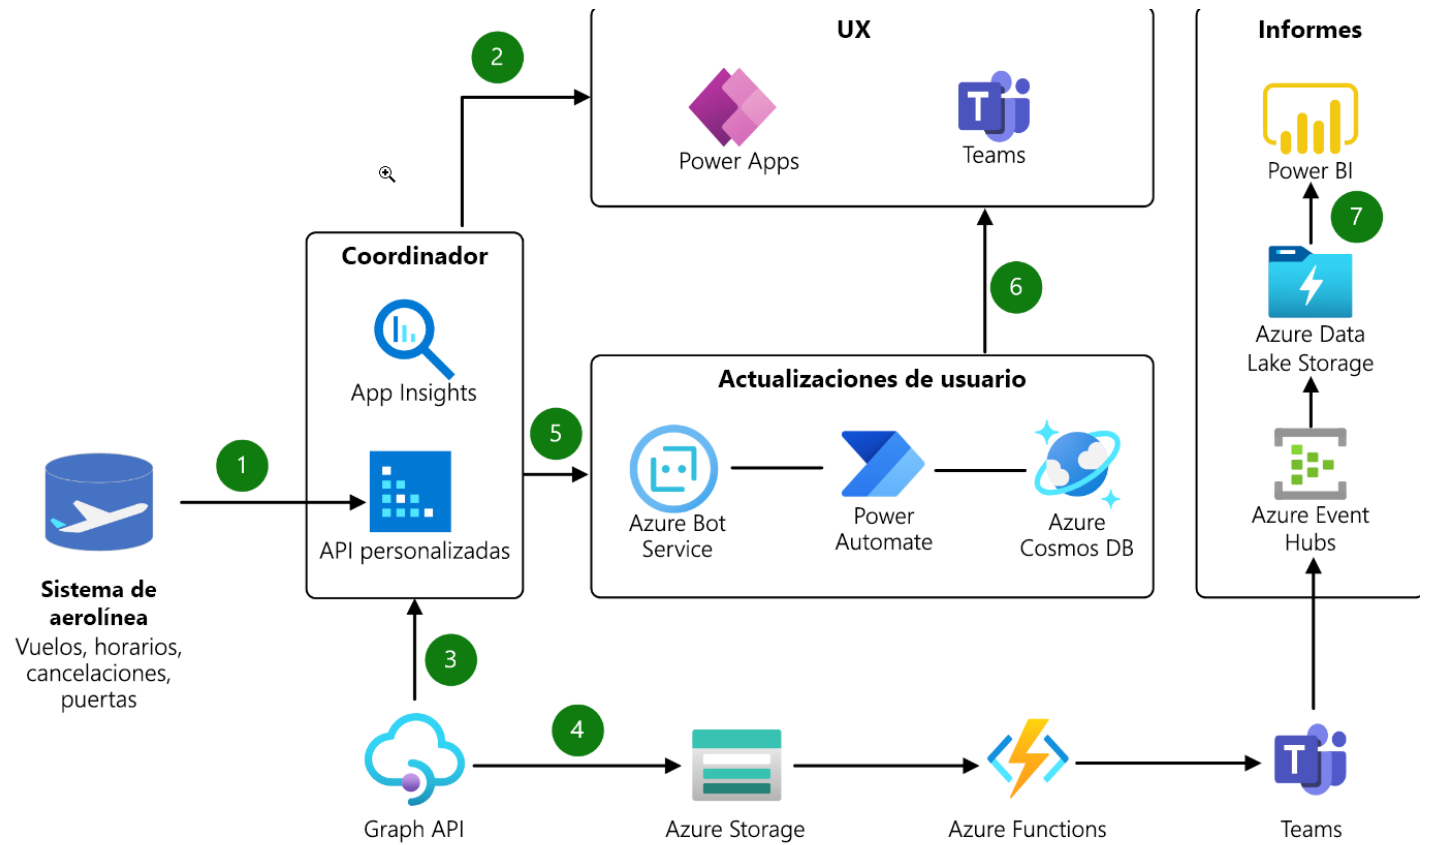 UX
Informes
2
Power Apps
Teams
Power BI
7
Coordinador
App Insights
6
Azure Data
Lake Storage
Actualizaciones de usuario
1
5
API personalizadas
Azure Bot
Service
Power
Automate
Azure
Cosmos DB
Azure Event
Hubs
Sistema de
aerolínea
Vuelos, horarios,
cancelaciones,
puertas
3
4
Graph API
Azure Storage
Azure Functions
Teams